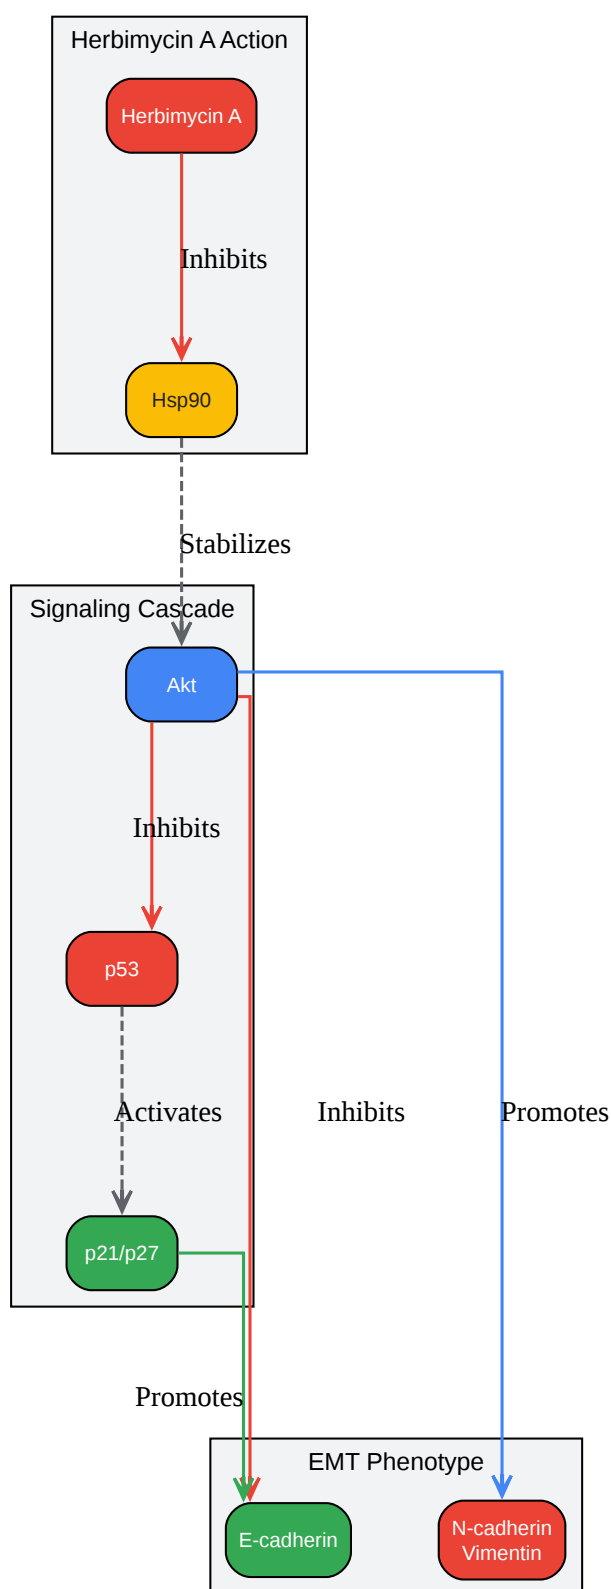 Herbimycin A Action
Herbimycin A
Inhibits
Hsp90
Stabilizes
Signaling Cascade
Akt
Inhibits
p53
Activates
Inhibits
Promotes
p21/p27
Promotes
EMT Phenotype
E-cadherin
N-cadherin
Vimentin